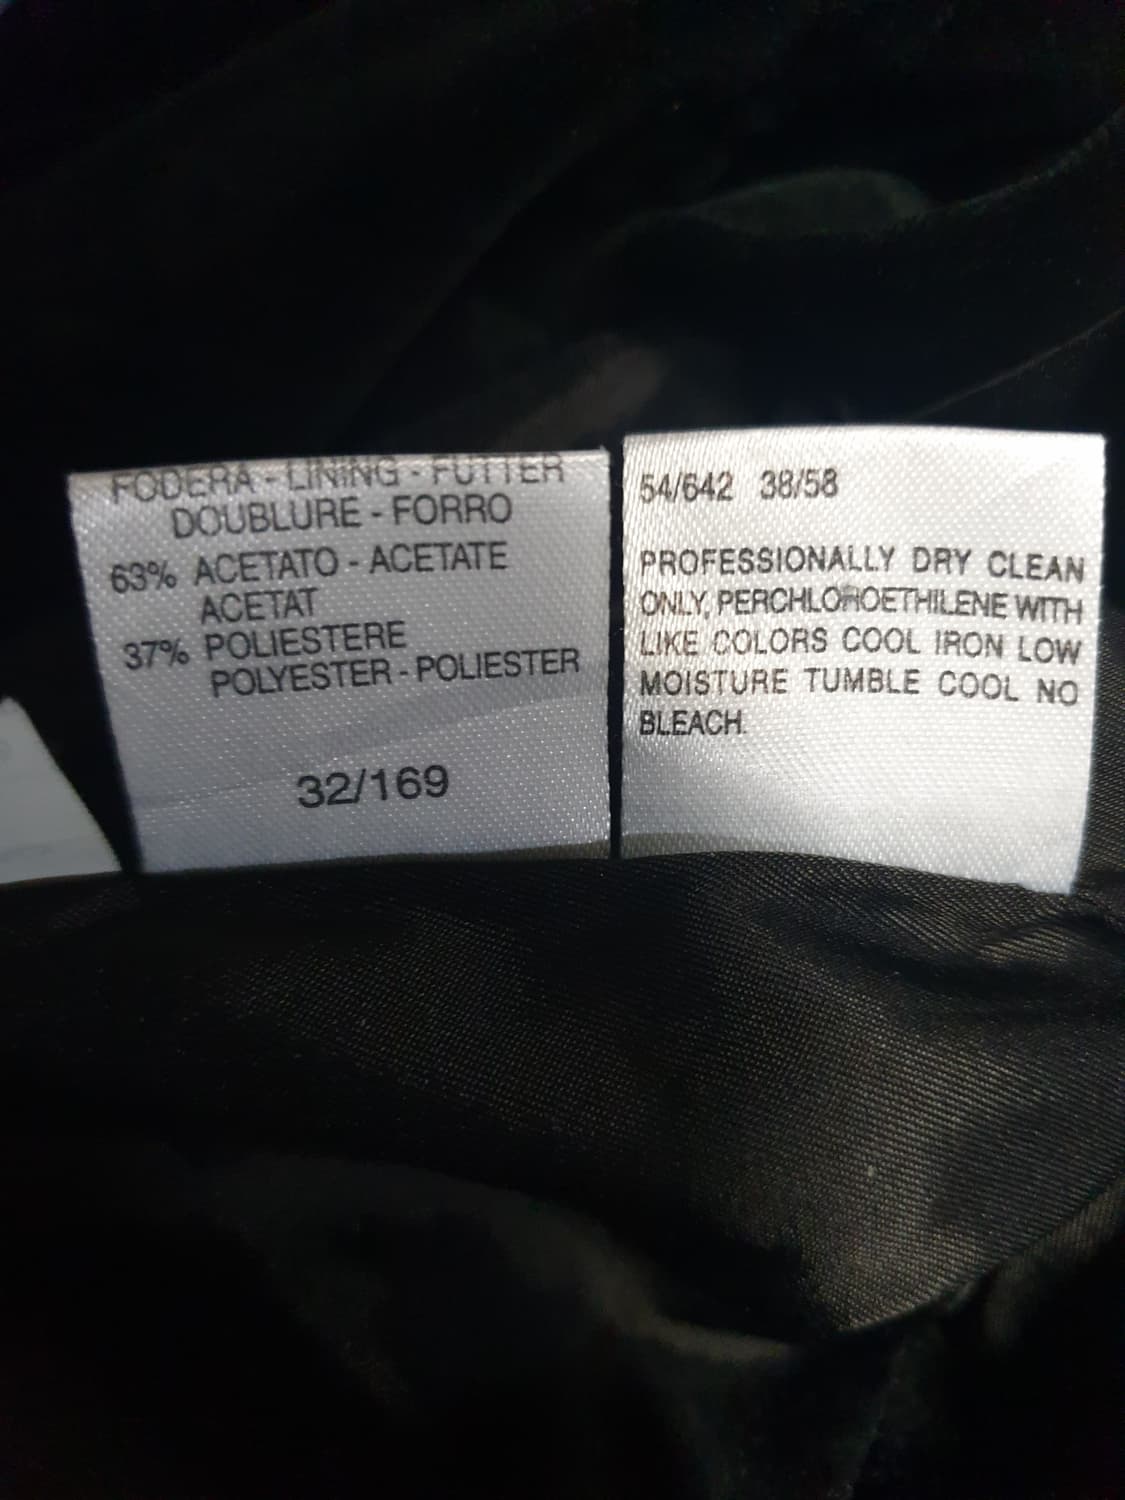 FODERA - LINING - FUTTER
DOUBLURE - FORRO
63% ACETATO - ACETATE
ACETAT
37% POLIESTERE
POLYESTER - POLIESTER
32/169
54/642 38/58
PROFESSIONALLY DRY CLEAN
ONLY, PERCHLOROETHILENE WITH
LIKE COLORS COOL IRON LOW
MOISTURE TUMBLE COOL NO
BLEACH.